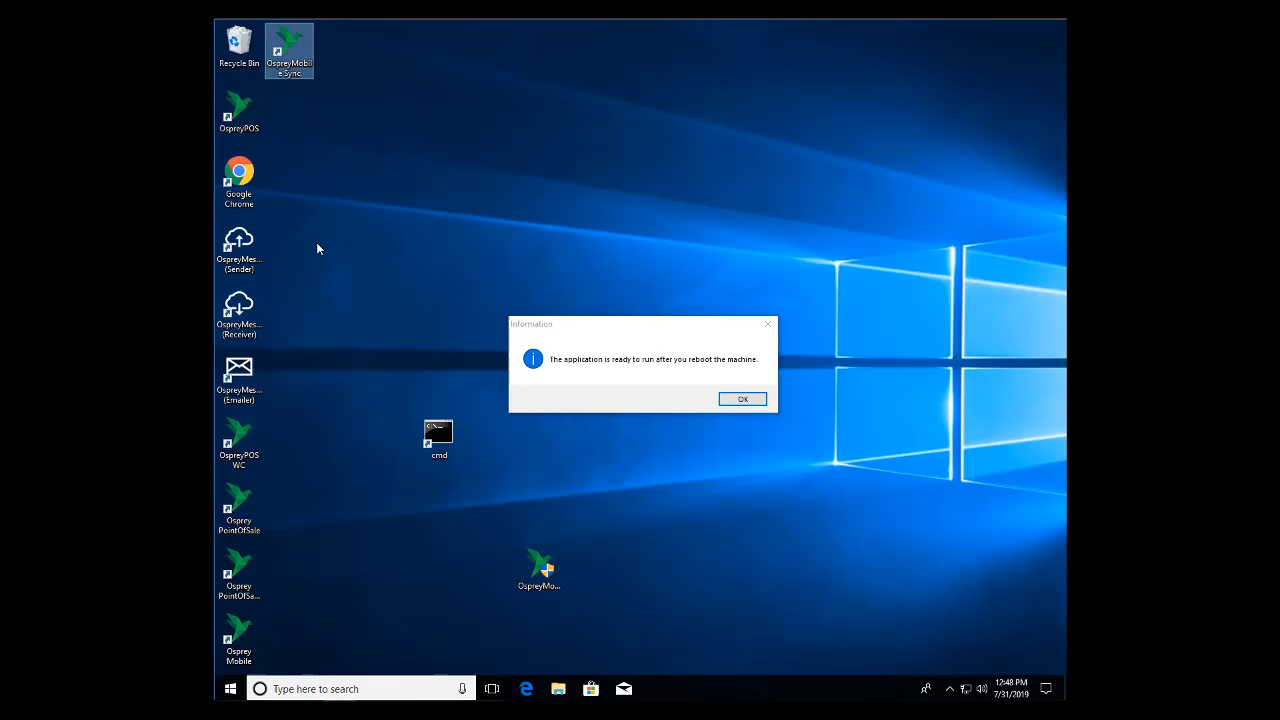 Recycle Bin
OspreyMobil
e Sync
OspreyPOS
Google
Chrome
OspreyMes...
(Sender)
OspreyMes...
(Receiver)
OspreyMes...
(Emailer)
OspreyPOS
WC
Osprey
PointOfSale
Osprey
PointOfSa...
Osprey
Mobile
Information
The application is ready to run after you reboot the machine.
OK
cmd
OspreyMo...
Type here to search
12:48 PM
7/31/2019